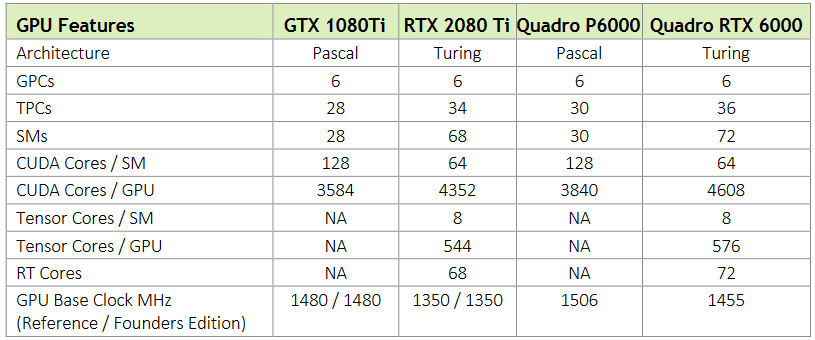 GPU Features GTX 1080Ti RTX 2080 Ti Quadro P6000 Quadro RTX 6000
Architecture Pascal Turing Pascal Turing
GPCs 6 6 6 6
TPCs 28 34 30 36
SMs 28 68 30 72
CUDA Cores / SM 128 64 128 64
CUDA Cores / GPU 3584 4352 3840 4608
Tensor Cores / SM NA 8 NA 8
Tensor Cores / GPU NA 544 NA 576
RT Cores NA 68 NA 72
GPU Base Clock MHz 1480 / 1480 1350 / 1350 1506 1455
(Reference / Founders Edition)